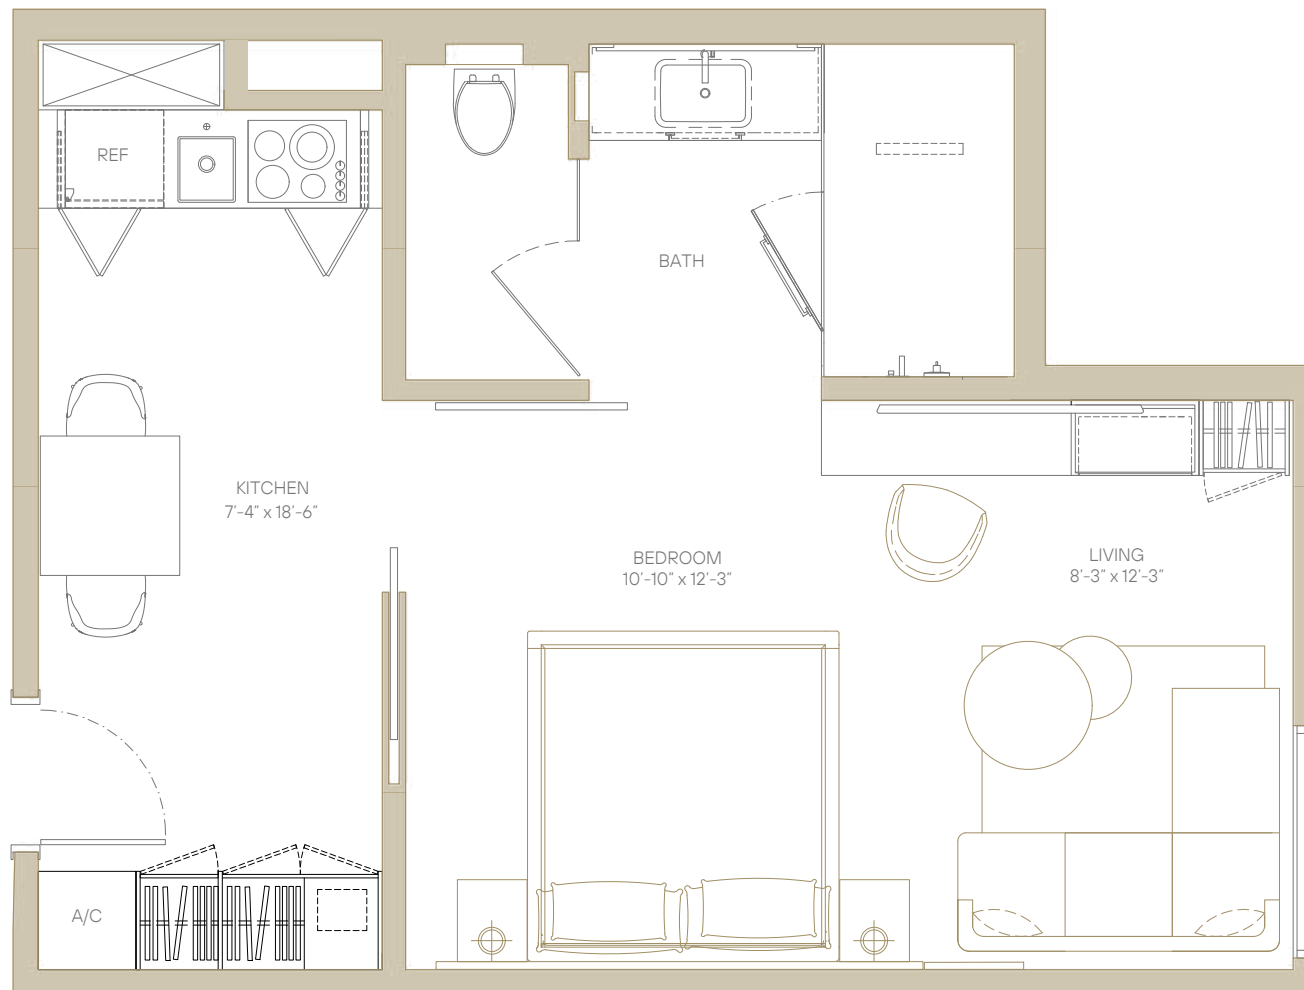 REF
BATH
KITCHEN
7'-4" x 18'-6"
BEDROOM
10'-10" x 12'-3"
LIVING
8'-3" x 12'-3"
A/C